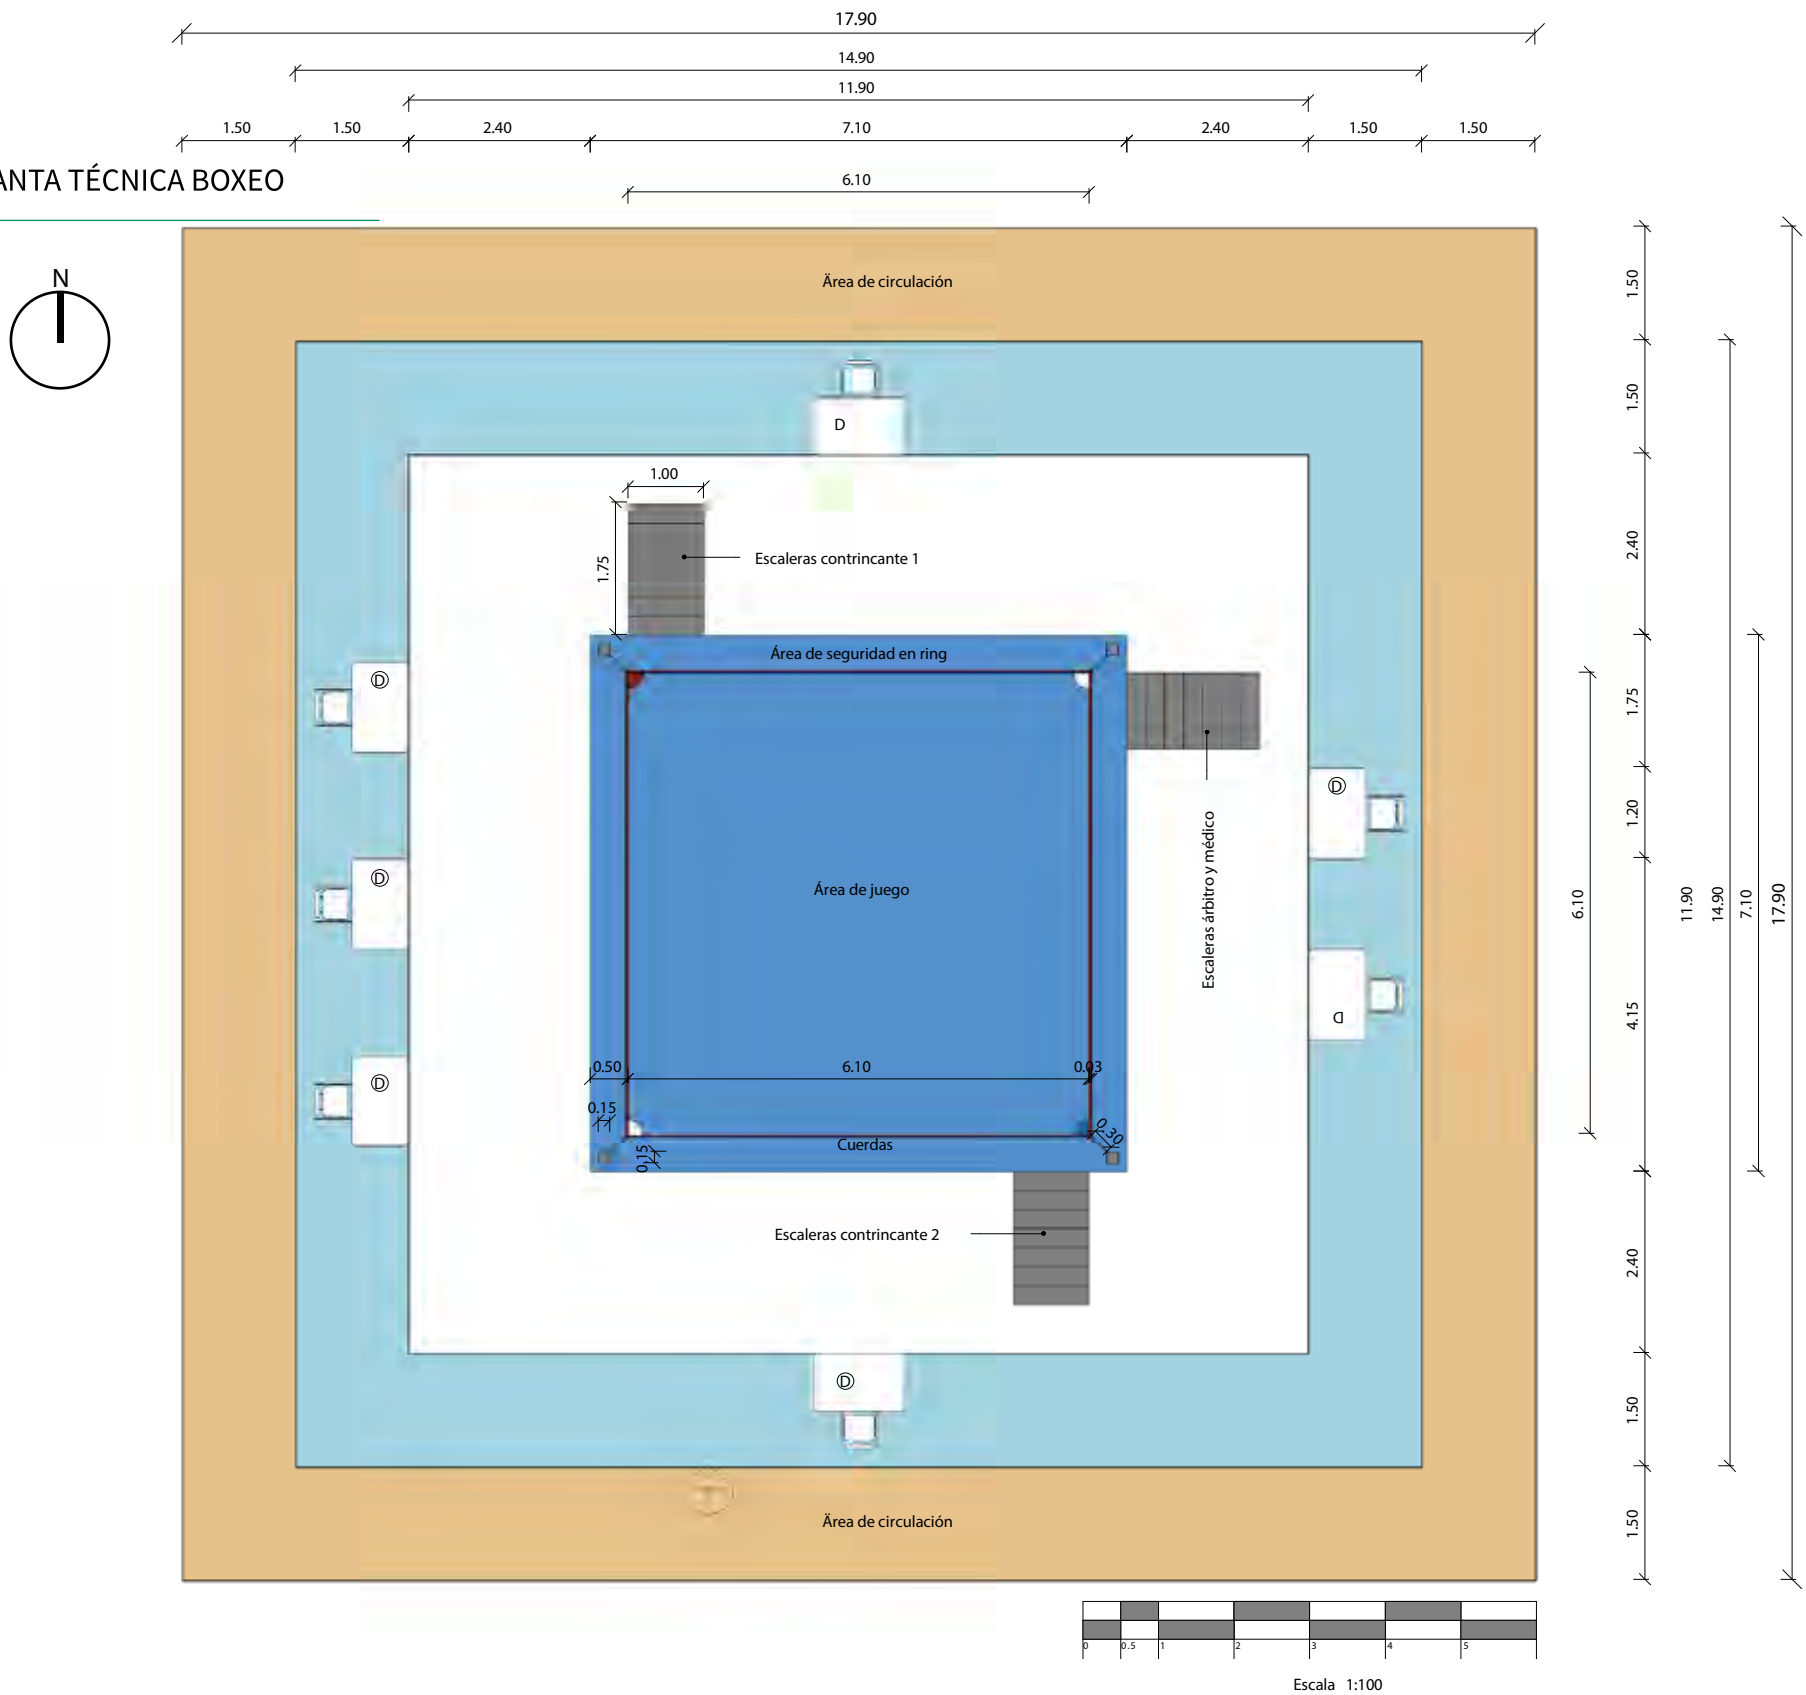 17.90
14.90
11.90
1.50 1.50 2.40 7.10 2.40 1.50 1.50
ANTA TÉCNICA BOXEO
6.10
N
Ärea de circulación
1.50
D
1.50
1.00
1.75
Escaleras contrincante 1
2.40
Área de seguridad en ring
D
1.75
D
1.20
Escaleras árbitro y médico
D
Área de juego
6.10
11.90
14.90
7.10
17.90
D
4.15
0.50 6.10 0.03
D
0.15
0.30
Cuerdas
0.15
Escaleras contrincante 2
2.40
D
1.50
Ärea de circulación
1.50
0 0.5 1 2 3 4 5
Escala 1:100